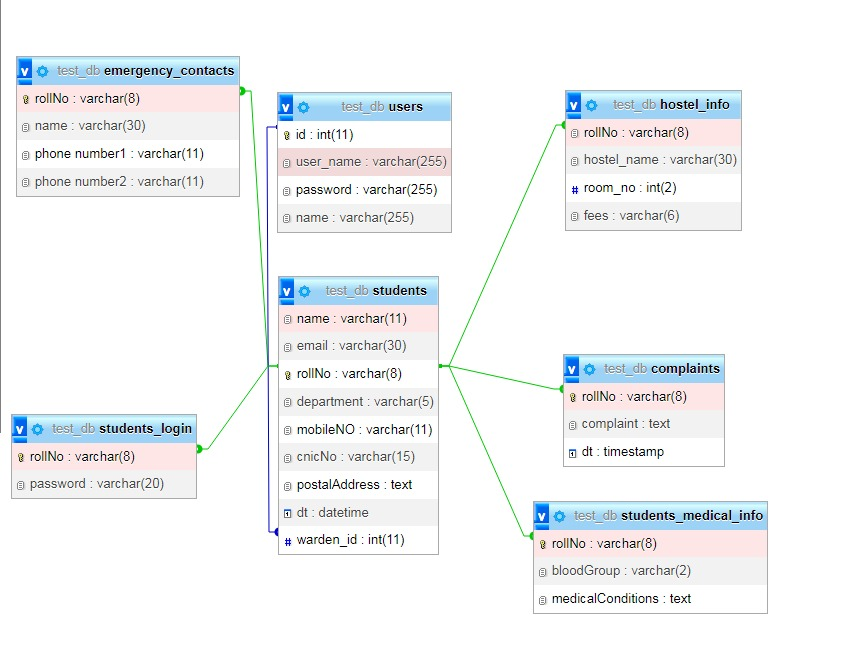 test_db emergency_contacts
rollNo : varchar(8)
name : varchar(30)
phone number1 : varchar(11)
phone number2 : varchar(11)
test_db users
id : int(11)
user_name : varchar(255)
password : varchar(255)
name : varchar(255)
test_db hostel_info
rollNo : varchar(8)
hostel_name : varchar(30)
# room_no : int(2)
fees : varchar(6)
test_db students
name : varchar(11)
email : varchar(30)
rollNo : varchar(8)
department : varchar(5)
mobileNO : varchar(11)
cnicNo : varchar(15)
postalAddress : text
dt : datetime
# warden_id : int(11)
test_db complaints
rollNo : varchar(8)
complaint : text
dt : timestamp
test_db students_login
rollNo : varchar(8)
password : varchar(20)
test_db students_medical_info
rollNo : varchar(8)
bloodGroup : varchar(2)
medicalConditions : text